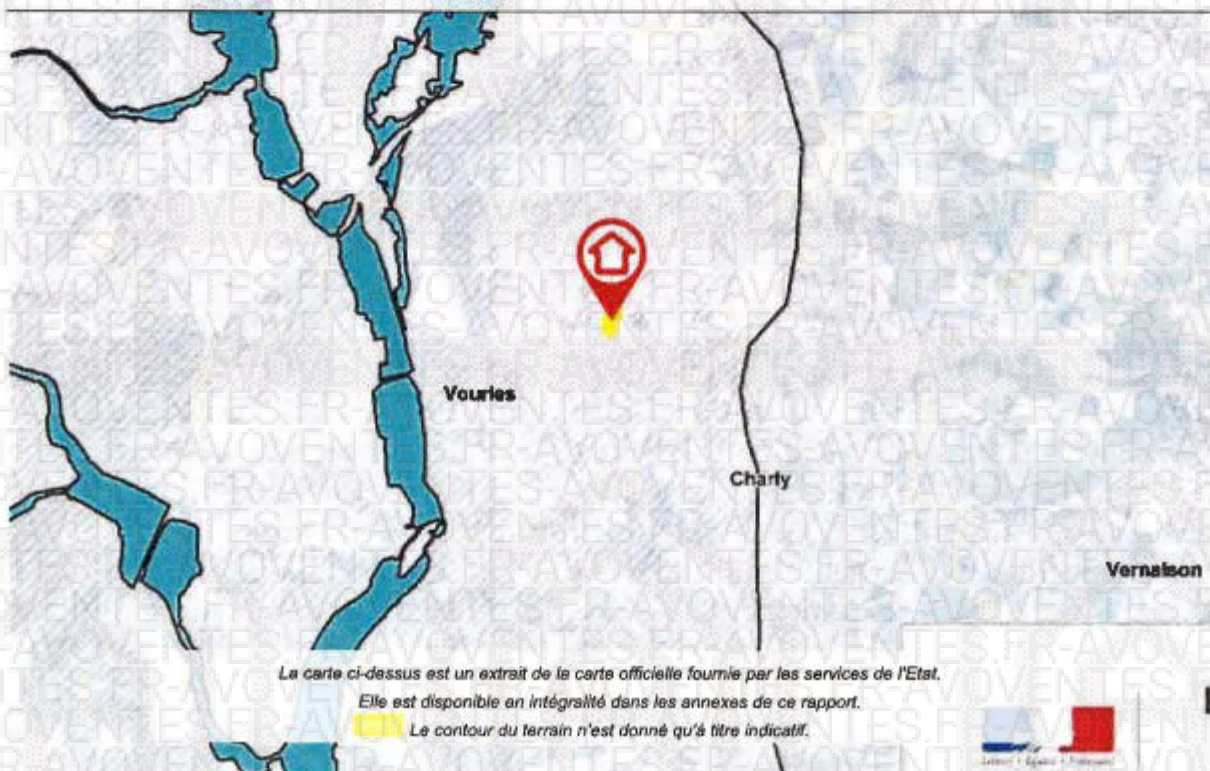 Vourles
Charly
Vernaison
La carte ci-dessus est un extrait de la carte officielle fournie par les services de l'Etat.
Elle est disponible en intégralité dans les annexes de ce rapport.
Le contour du terrain n'est donné qu'à titre indicatif.
AVOVENTES.FR